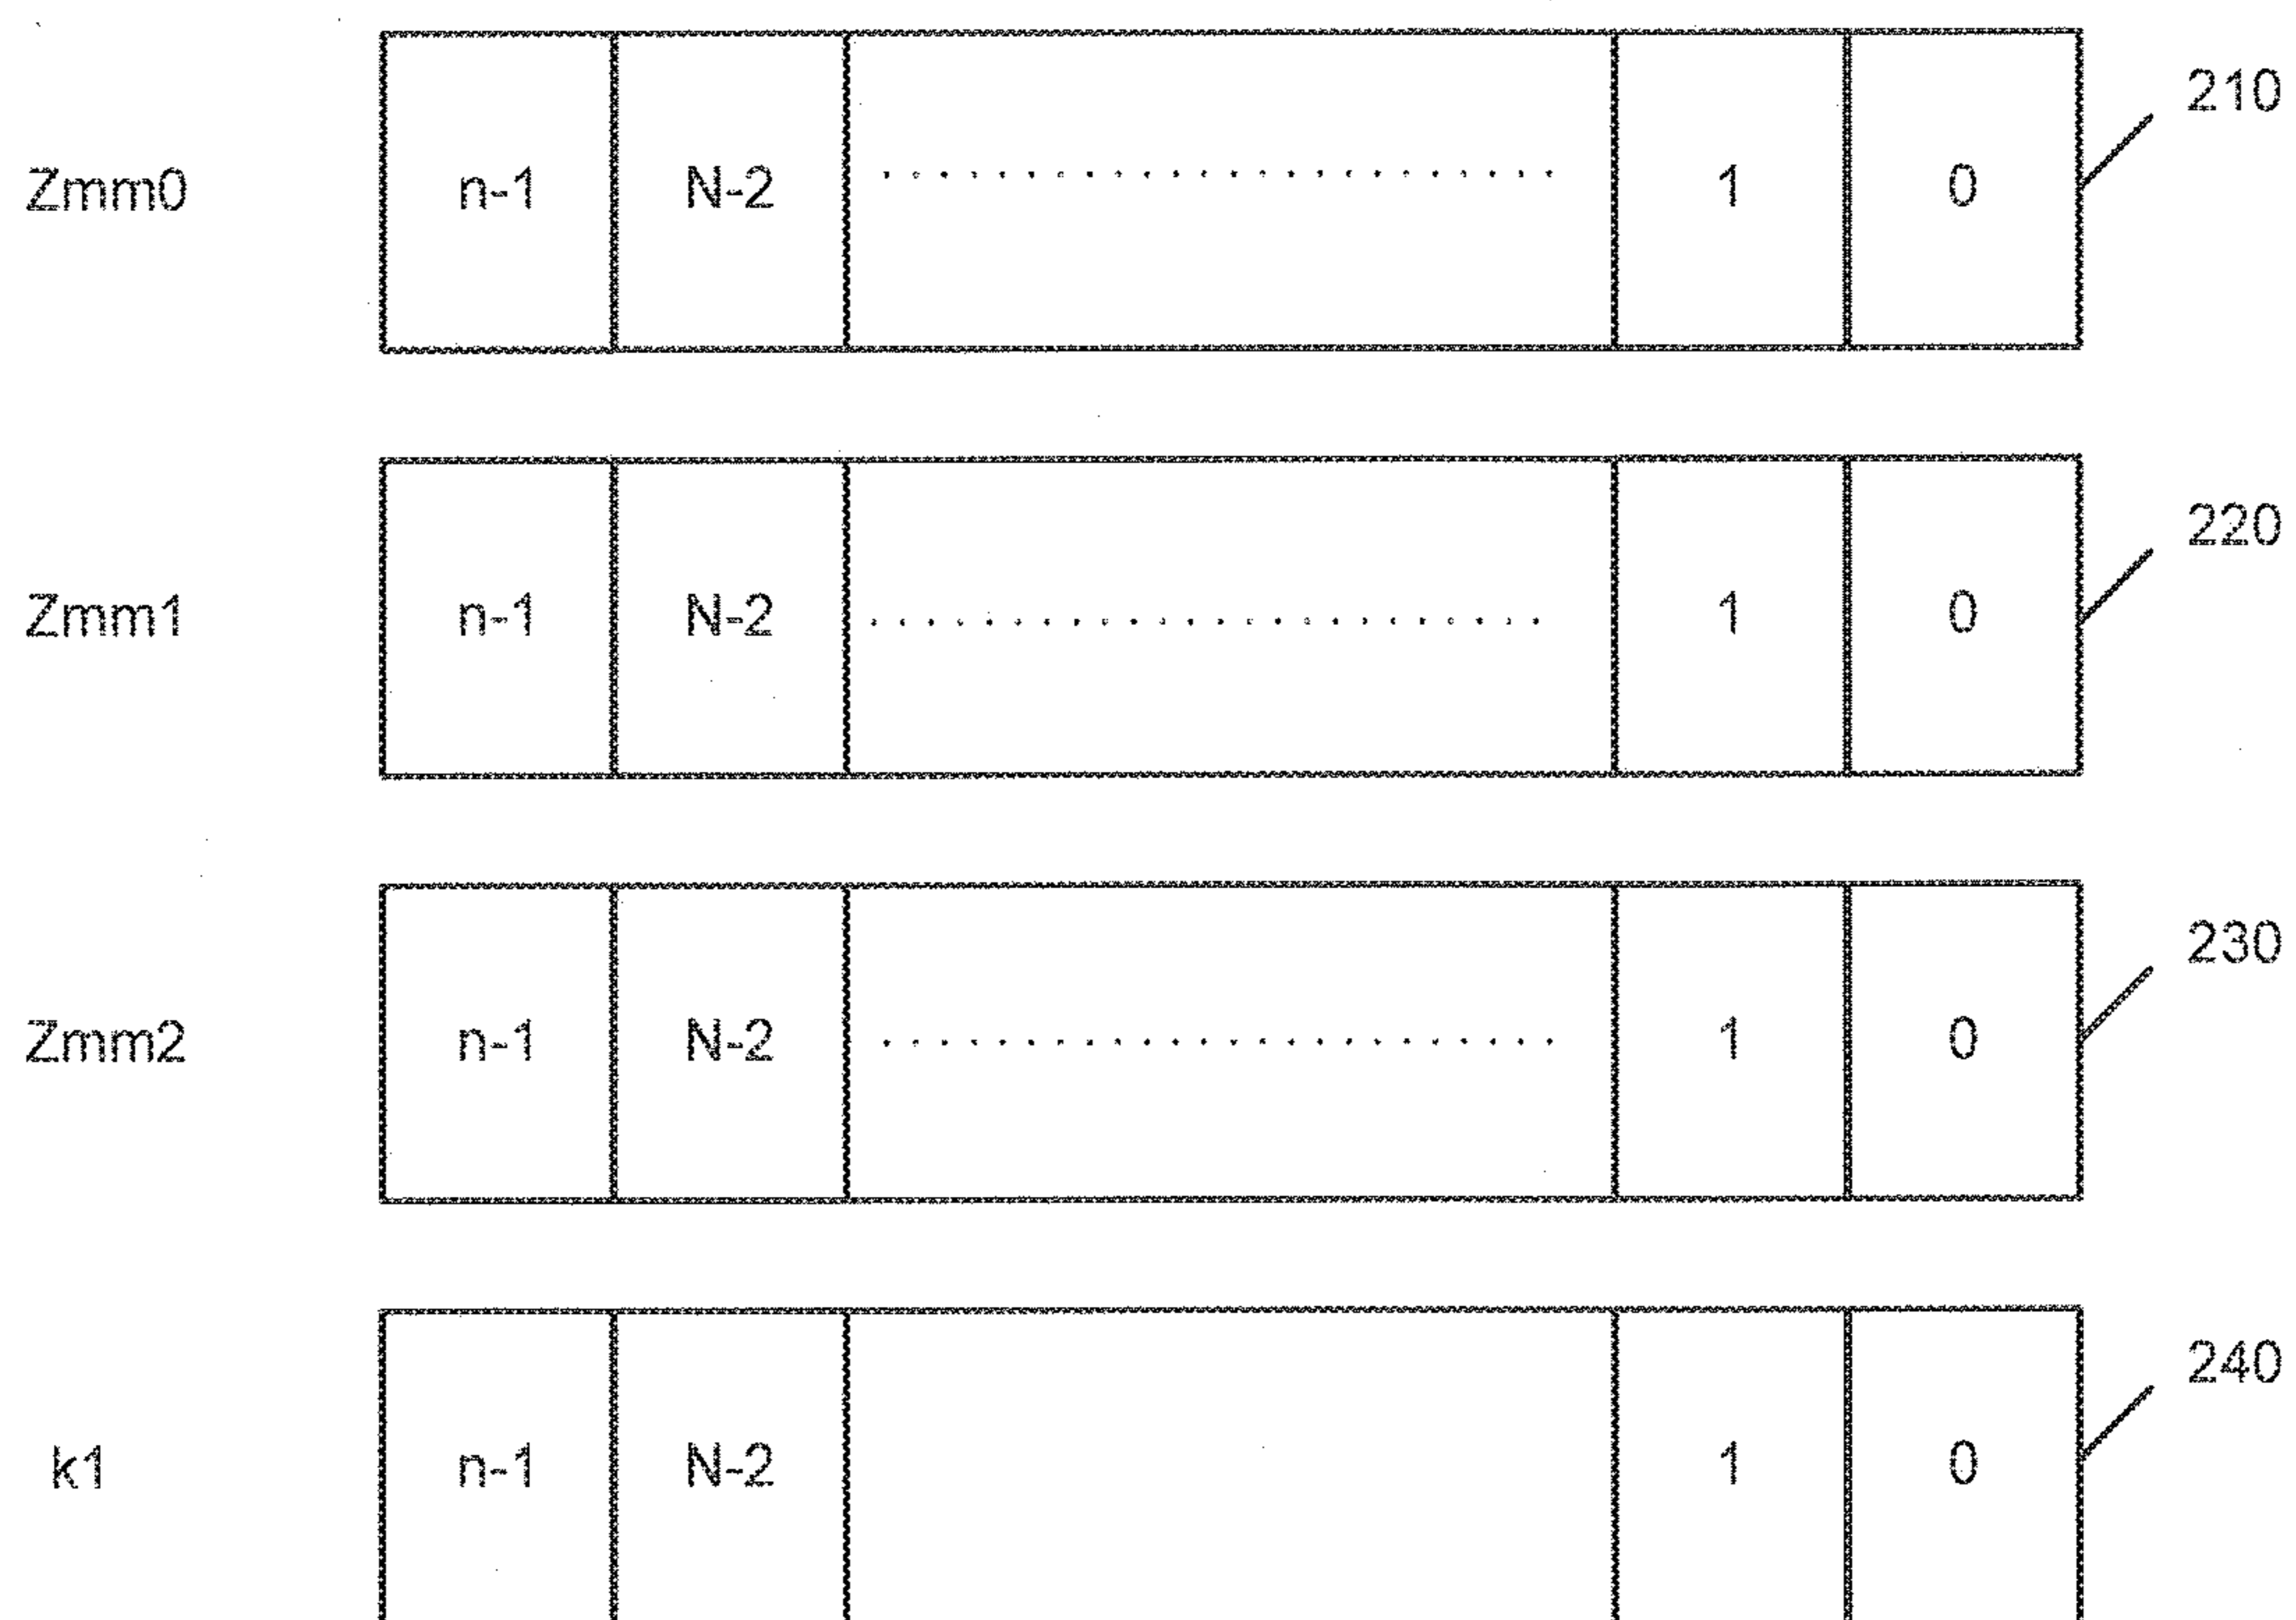 210
Zmm0 n-1 N-2 .................... 1 0
220
Zmm1 n-1 N-2 .................... 1 0
230
Zmm2 n-1 N-2 .................... 1 0
240
k1 n-1 N-2 1 0